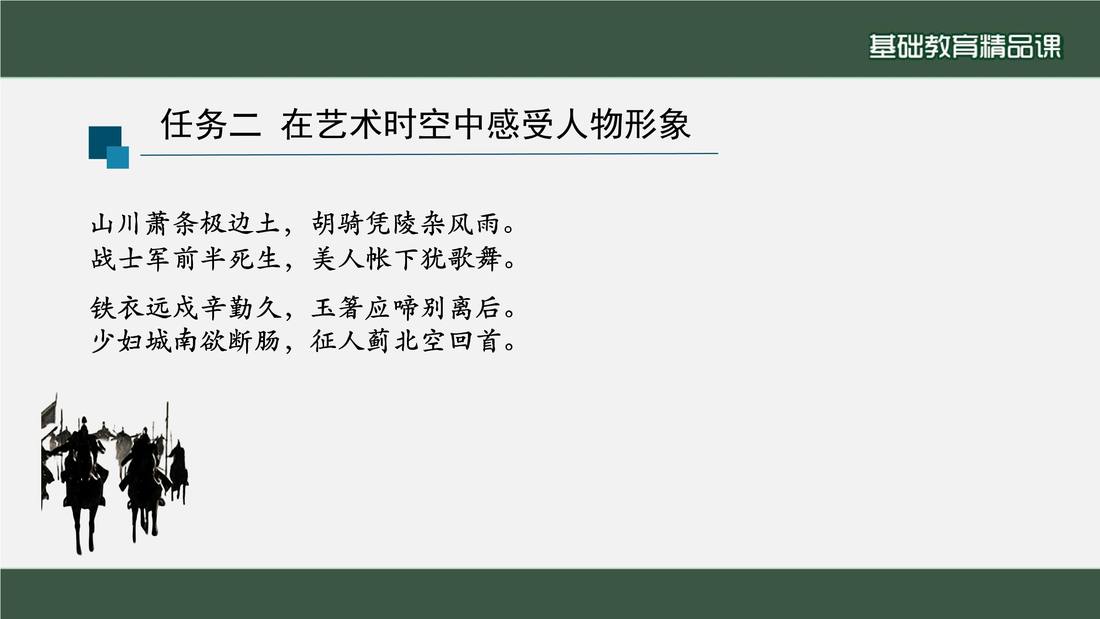 基础教育精品课
任务二 在艺术时空中感受人物形象
山川萧条极边土，胡骑凭陵杂风雨。
战士军前半死生，美人帐下犹歌舞。
铁衣远戍辛勤久，玉箸应啼别离后。
少妇城南欲断肠，征人蓟北空回首。